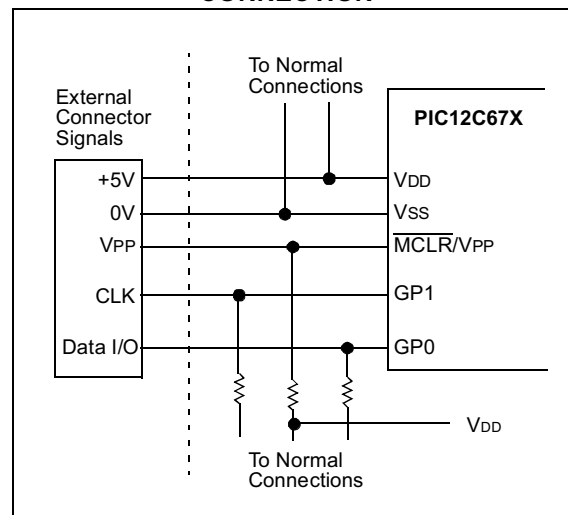 To Normal
Connections
External
Connector
Signals
PIC12C67X
+5V
VDD
0V
VSS
VPP
MCLR/VPP
CLK
GP1
Data I/O
GP0
VDD
To Normal
Connections